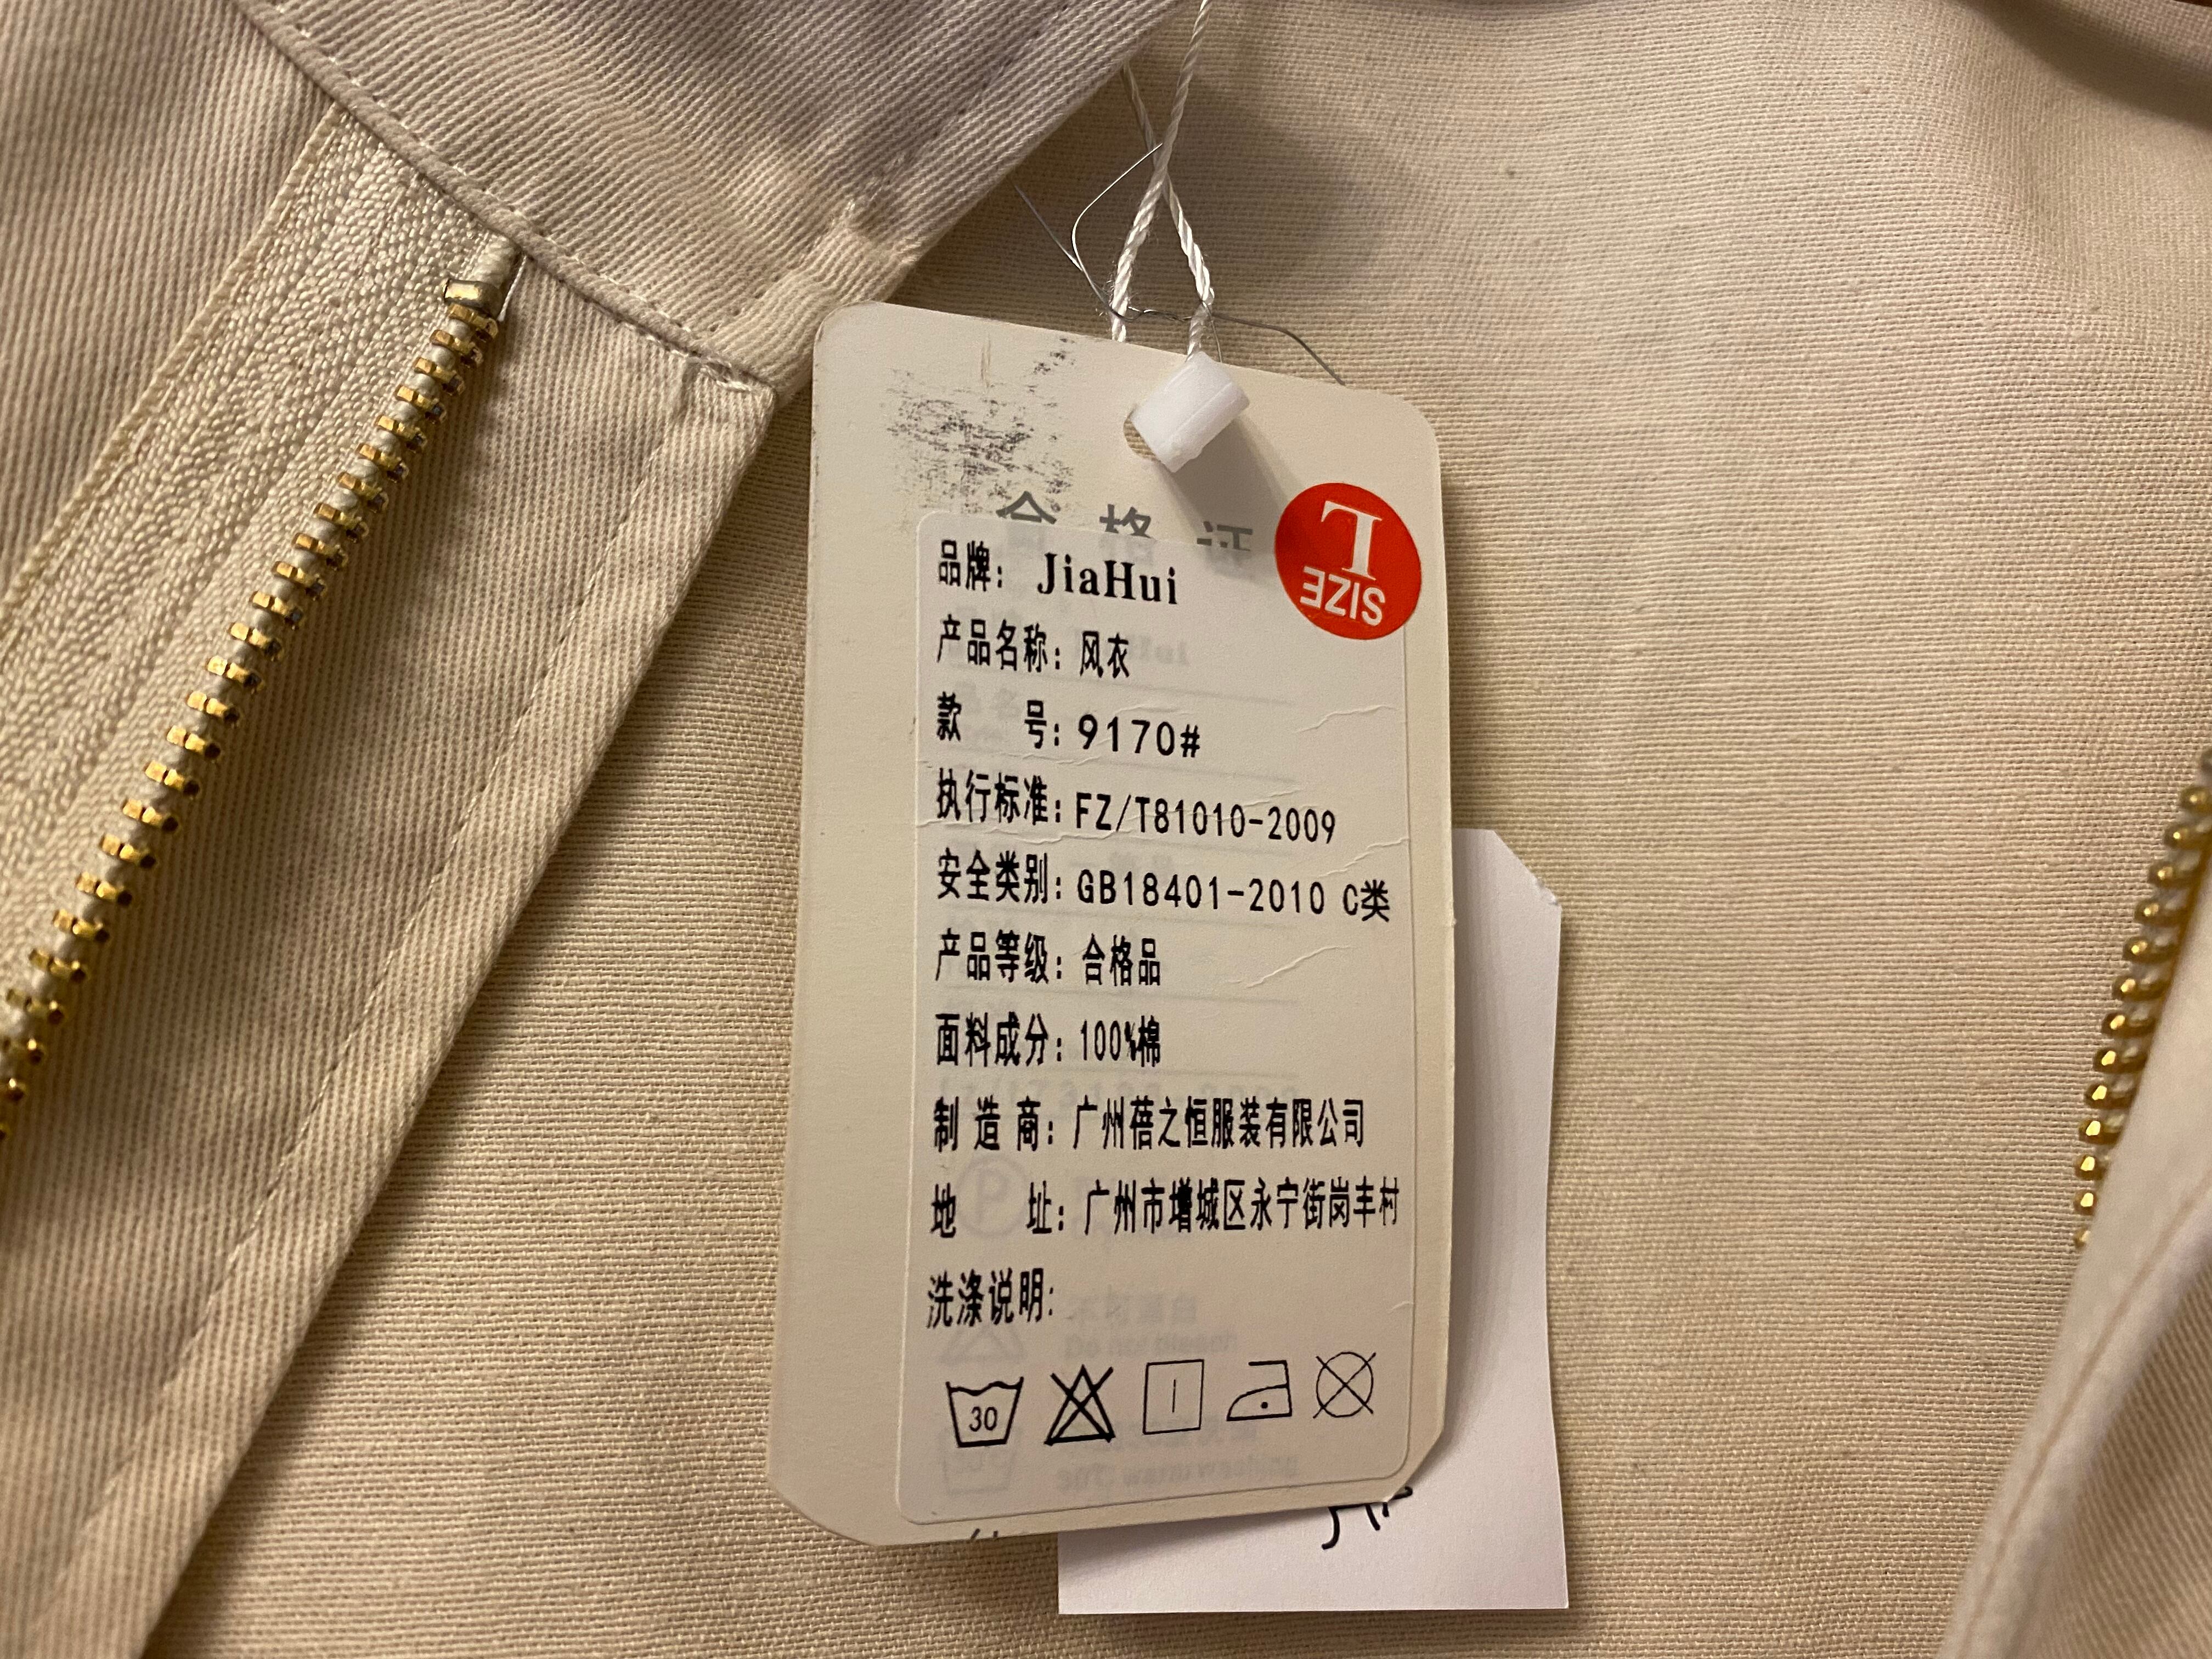 合格证
L
SIZE
品牌： JiaHui
产品名称：风衣
款 号：9170#
执行标准：FZ/T81010-2009
安全类别：GB18401-2010 C类
产品等级：合格品
面料成分：100%棉
制 造 商：广州蓓之恒服装有限公司
地 址：广州市增城区永宁街岗丰村
洗涤说明：
30